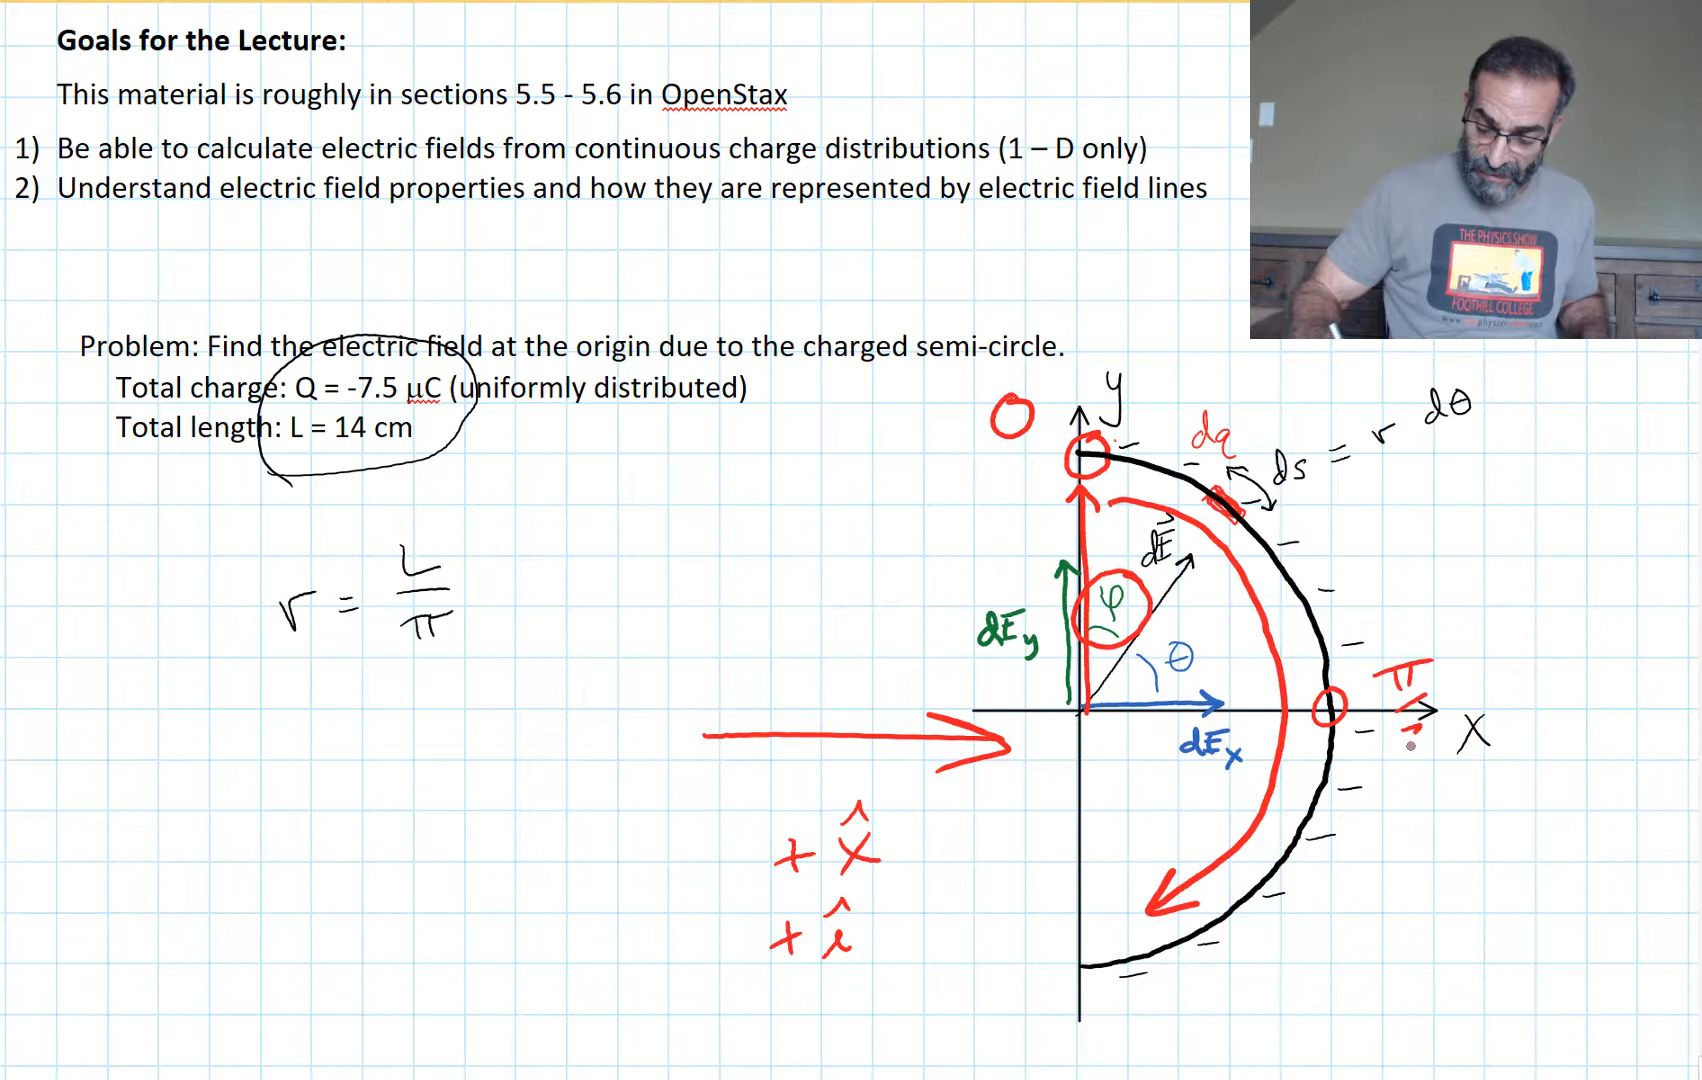 Goals for the Lecture:
This material is roughly in sections 5.5 - 5.6 in OpenStax
1) Be able to calculate electric fields from continuous charge distributions (1 – D only)
2) Understand electric field properties and how they are represented by electric field lines
THE PHYSICS SHOW
FOOTHILL COLLEGE
Problem: Find the electric field at the origin due to the charged semi-circle.
Total charge: Q = -7.5 µC (uniformly distributed)
Total length: L = 14 cm
y
0
dq
ds = r dθ
dE⃗
r = L/π
φ
dE_y
θ
π
dE_x
x
+ x̂
+ î